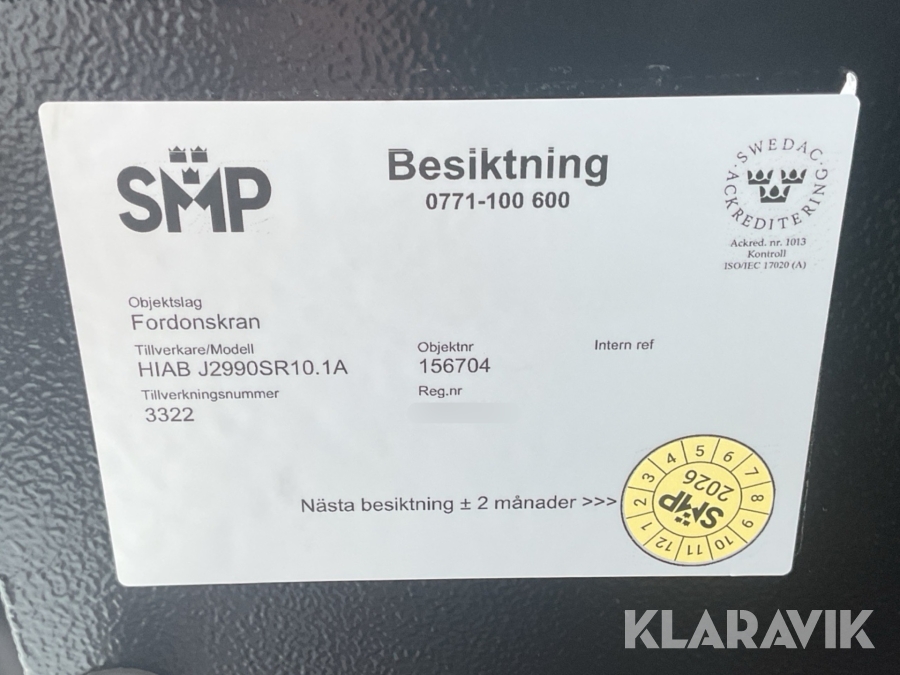 SMP
Besiktning
0771-100 600
SWEDAC
ACKREDITERING
Ackred. nr. 1013
Kontroll
ISO/IEC 17020 (A)
Objektslag
Fordonskran
Tillverkare/Modell
HIAB J2990SR10.1A
Objektnr
156704
Intern ref
Tillverkningsnummer
3322
Reg.nr
Nästa besiktning ± 2 månader >>>
1 2 3 4 5 6 7 8 9 10 11 12
SMP
2026
KLARAVIK